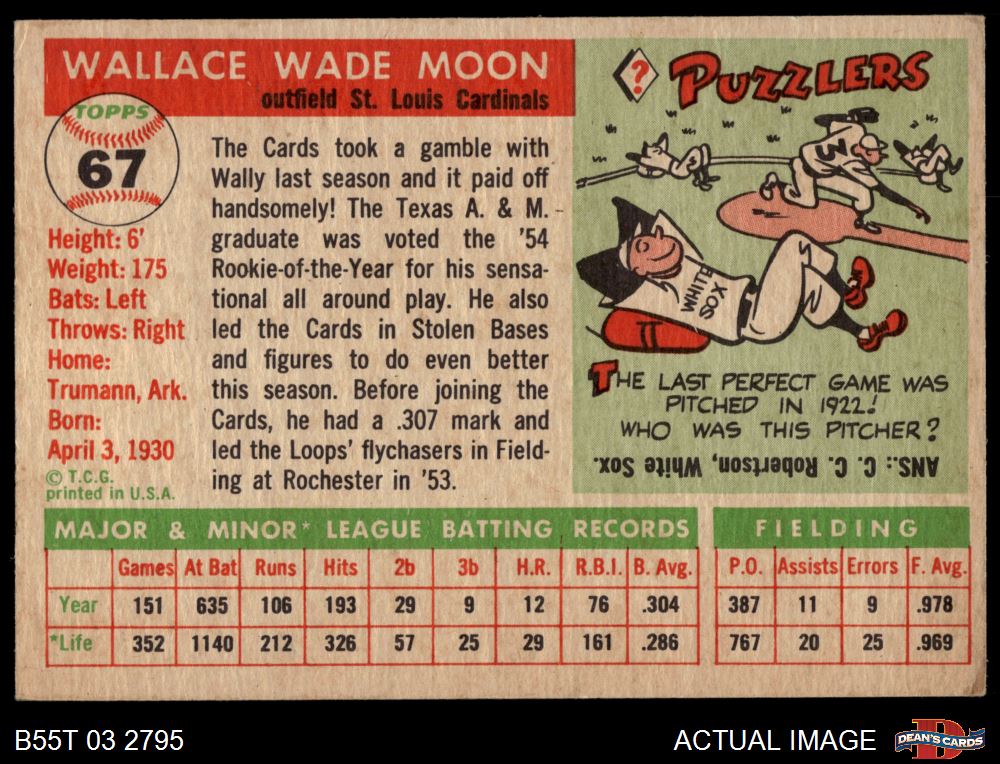 WALLACE WADE MOON
outfield St. Louis Cardinals
TOPPS
67
Height: 6'
Weight: 175
Bats: Left
Throws: Right
Home:
Trumann, Ark.
Born:
April 3, 1930
© T.C.G.
printed in U.S.A.
The Cards took a gamble with
Wally last season and it paid off
handsomely! The Texas A. & M.
graduate was voted the '54
Rookie-of-the-Year for his sensa-
tional all around play. He also
led the Cards in Stolen Bases
and figures to do even better
this season. Before joining the
Cards, he had a .307 mark and
led the Loops' flychasers in Field-
ing at Rochester in '53.
?
PUZZLERS
3
WHITE
SOX
THE LAST PERFECT GAME WAS
PITCHED IN 1922!
WHO WAS THIS PITCHER?
ANS.: C. C. Robertson, White Sox.
MAJOR & MINOR* LEAGUE BATTING RECORDS
Games At Bat Runs Hits 2b 3b H.R. R.B.I. B. Avg.
Year 151 635 106 193 29 9 12 76 .304
*Life 352 1140 212 326 57 25 29 161 .286
FIELDING
P.O. Assists Errors F. Avg.
387 11 9 .978
767 20 25 .969
B55T 03 2795
ACTUAL IMAGE
DEAN'S CARDS